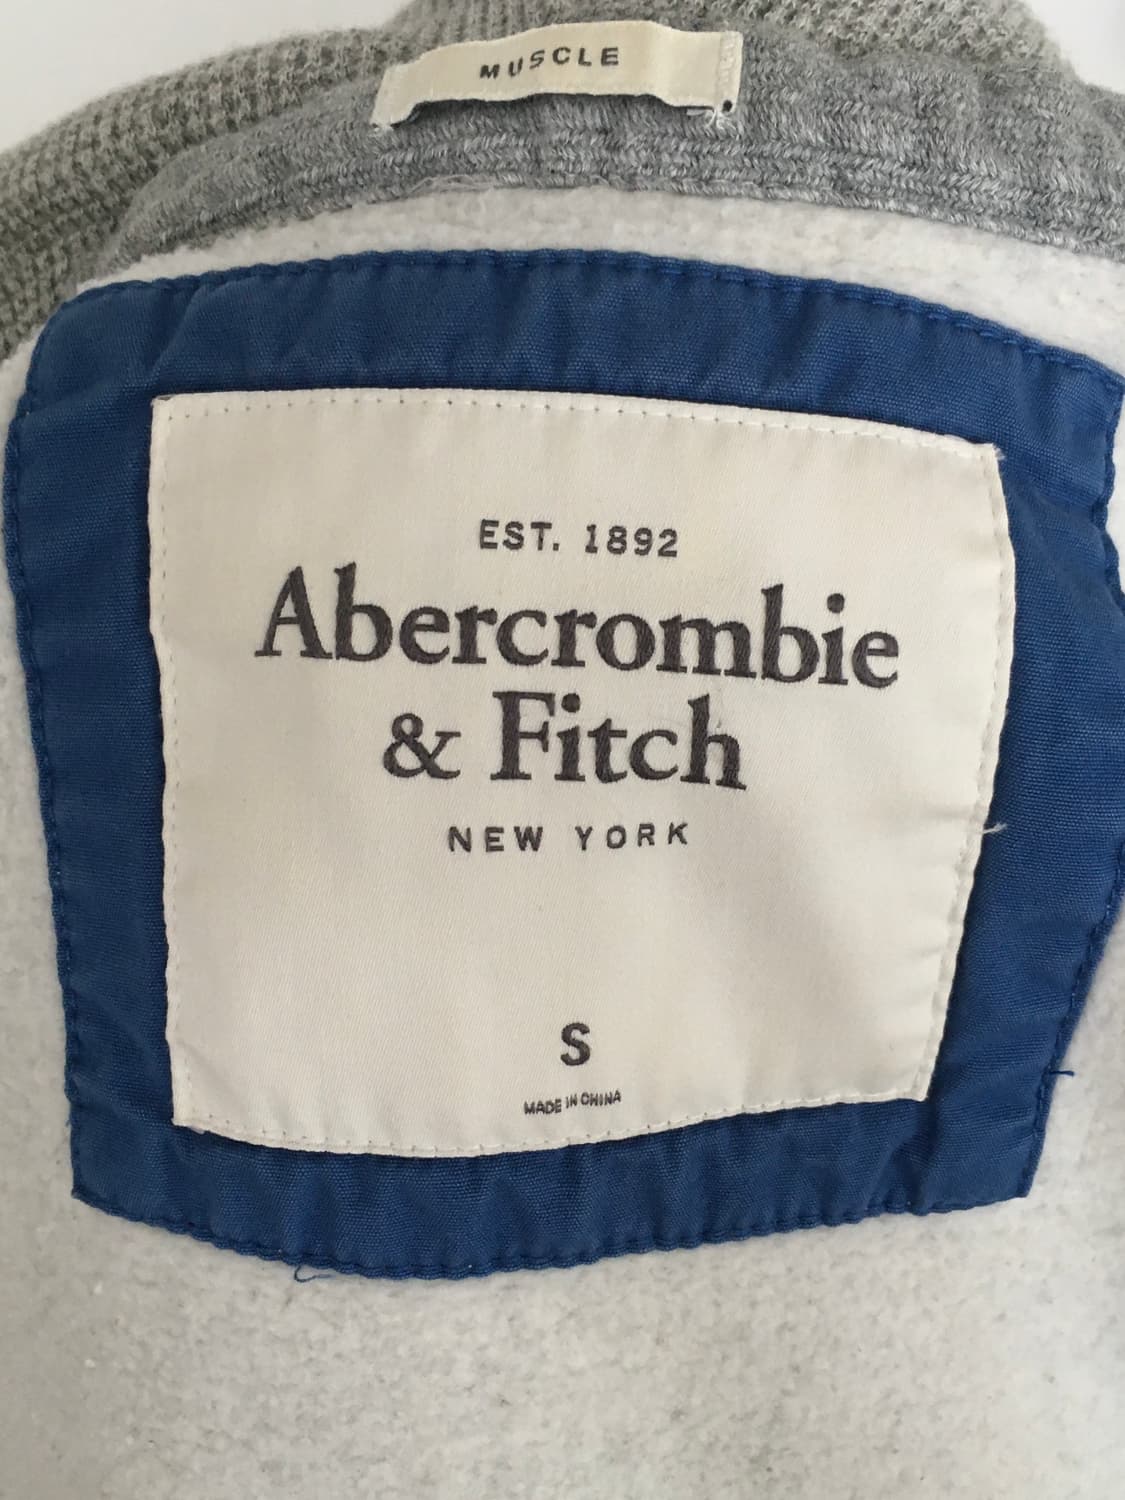 MUSCLE
EST. 1892
Abercrombie
& Fitch
NEW YORK
S
MADE IN CHINA